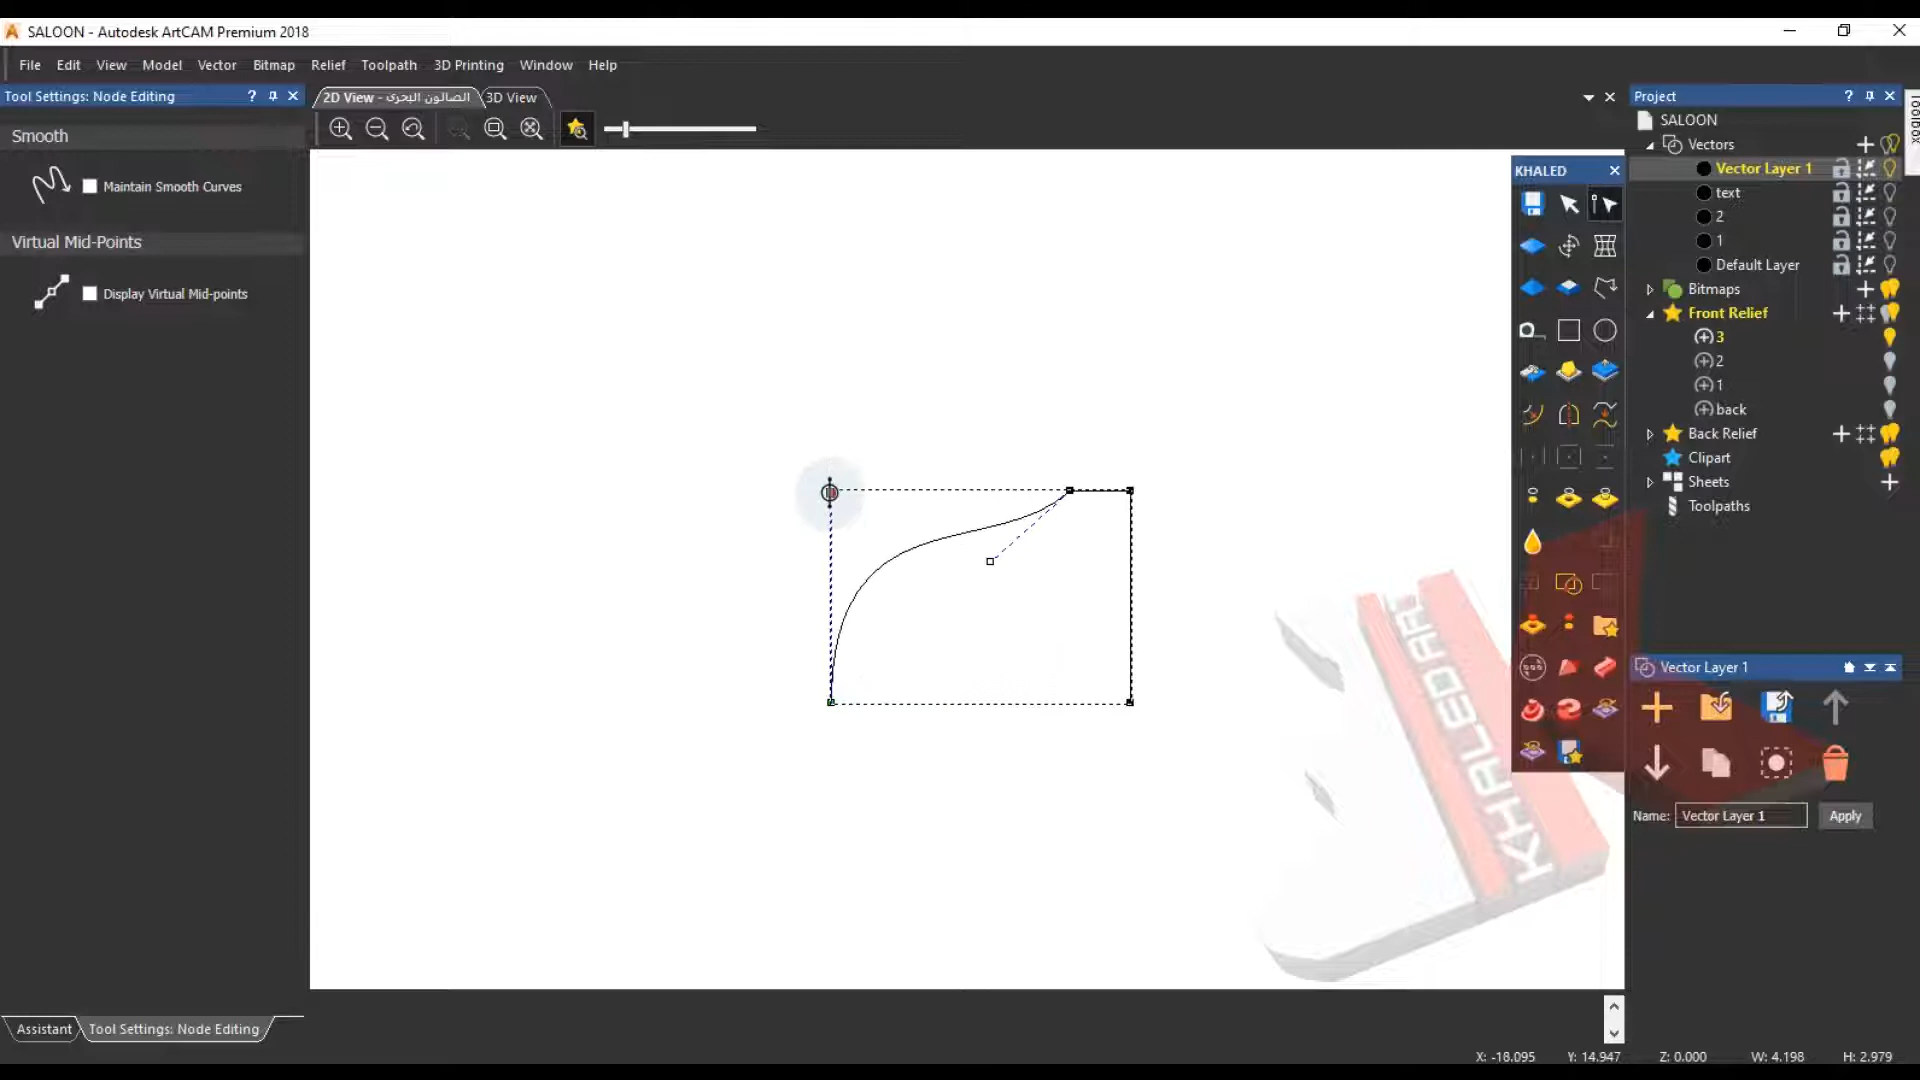 SALOON - Autodesk ArtCAM Premium 2018
File Edit View Model Vector Bitmap Relief Toolpath 3D Printing Window Help
Tool Settings: Node Editing ?
2D View - الصالون البحرى
3D View
Project ?
Toolbox
Smooth
Maintain Smooth Curves
Virtual Mid-Points
Display Virtual Mid-points
KHALED
SALOON
Vectors
Vector Layer 1
text
2
1
Default Layer
Bitmaps
Front Relief
3
2
1
back
Back Relief
Clipart
Sheets
Toolpaths
KHALEDART
Vector Layer 1
Name: Vector Layer 1 Apply
Assistant Tool Settings: Node Editing
X: -18.095 Y: 14.947 Z: 0.000 W: 4.198 H: 2.979